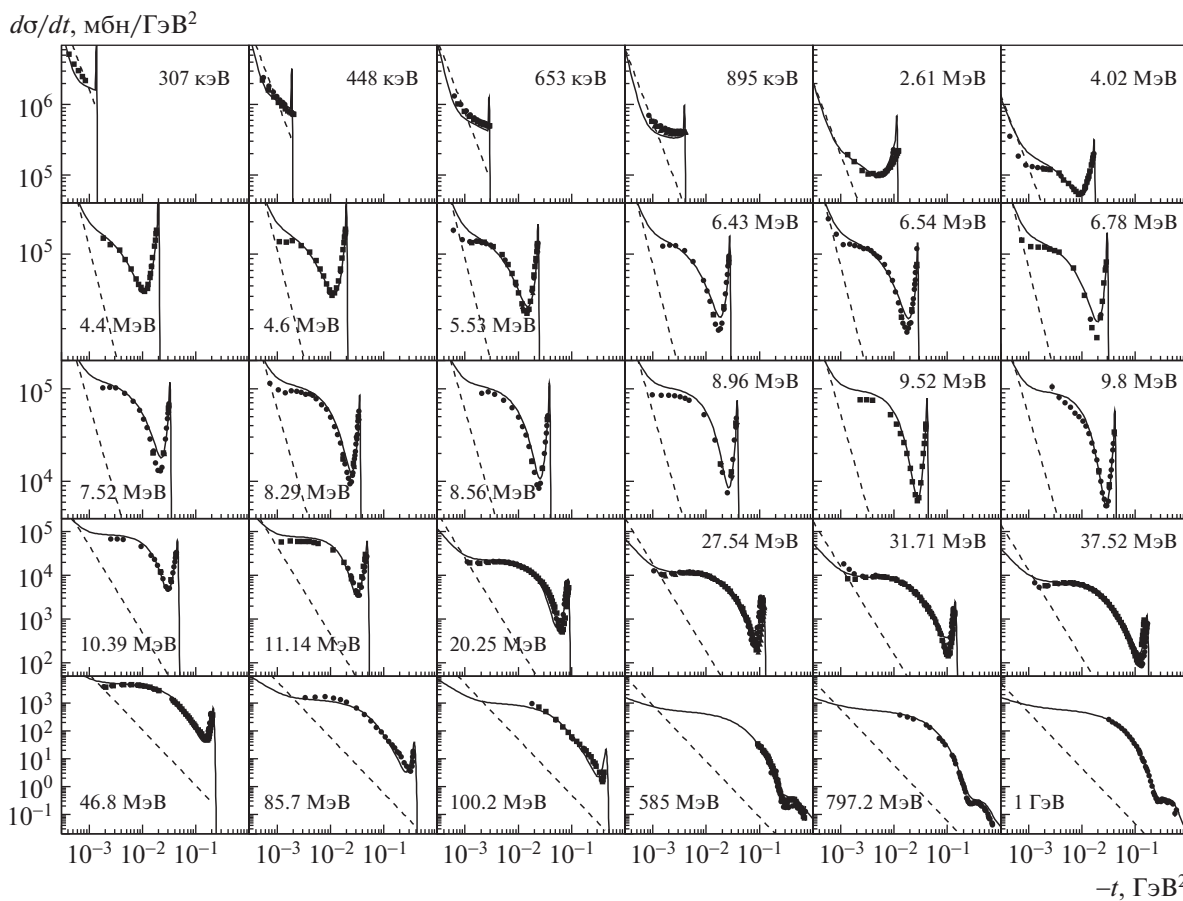 dσ/dt, мбн/ГэВ²
307 кэВ 448 кэВ 653 кэВ 895 кэВ 2.61 МэВ 4.02 МэВ
10⁶
10⁵
6.43 МэВ 6.54 МэВ 6.78 МэВ
10⁵
4.4 МэВ 4.6 МэВ 5.53 МэВ
8.96 МэВ 9.52 МэВ 9.8 МэВ
10⁵
10⁴
7.52 МэВ 8.29 МэВ 8.56 МэВ
10⁵
27.54 МэВ 31.71 МэВ 37.52 МэВ
10⁴
10³
10.39 МэВ 11.14 МэВ 20.25 МэВ
10²
10³
10²
10¹
10⁰
46.8 МэВ 85.7 МэВ 100.2 МэВ 585 МэВ 797.2 МэВ 1 ГэВ
10⁻¹
10⁻³ 10⁻² 10⁻¹ 10⁻³ 10⁻² 10⁻¹ 10⁻³ 10⁻² 10⁻¹ 10⁻³ 10⁻² 10⁻¹ 10⁻³ 10⁻² 10⁻¹ 10⁻³ 10⁻² 10⁻¹
–t, ГэВ²